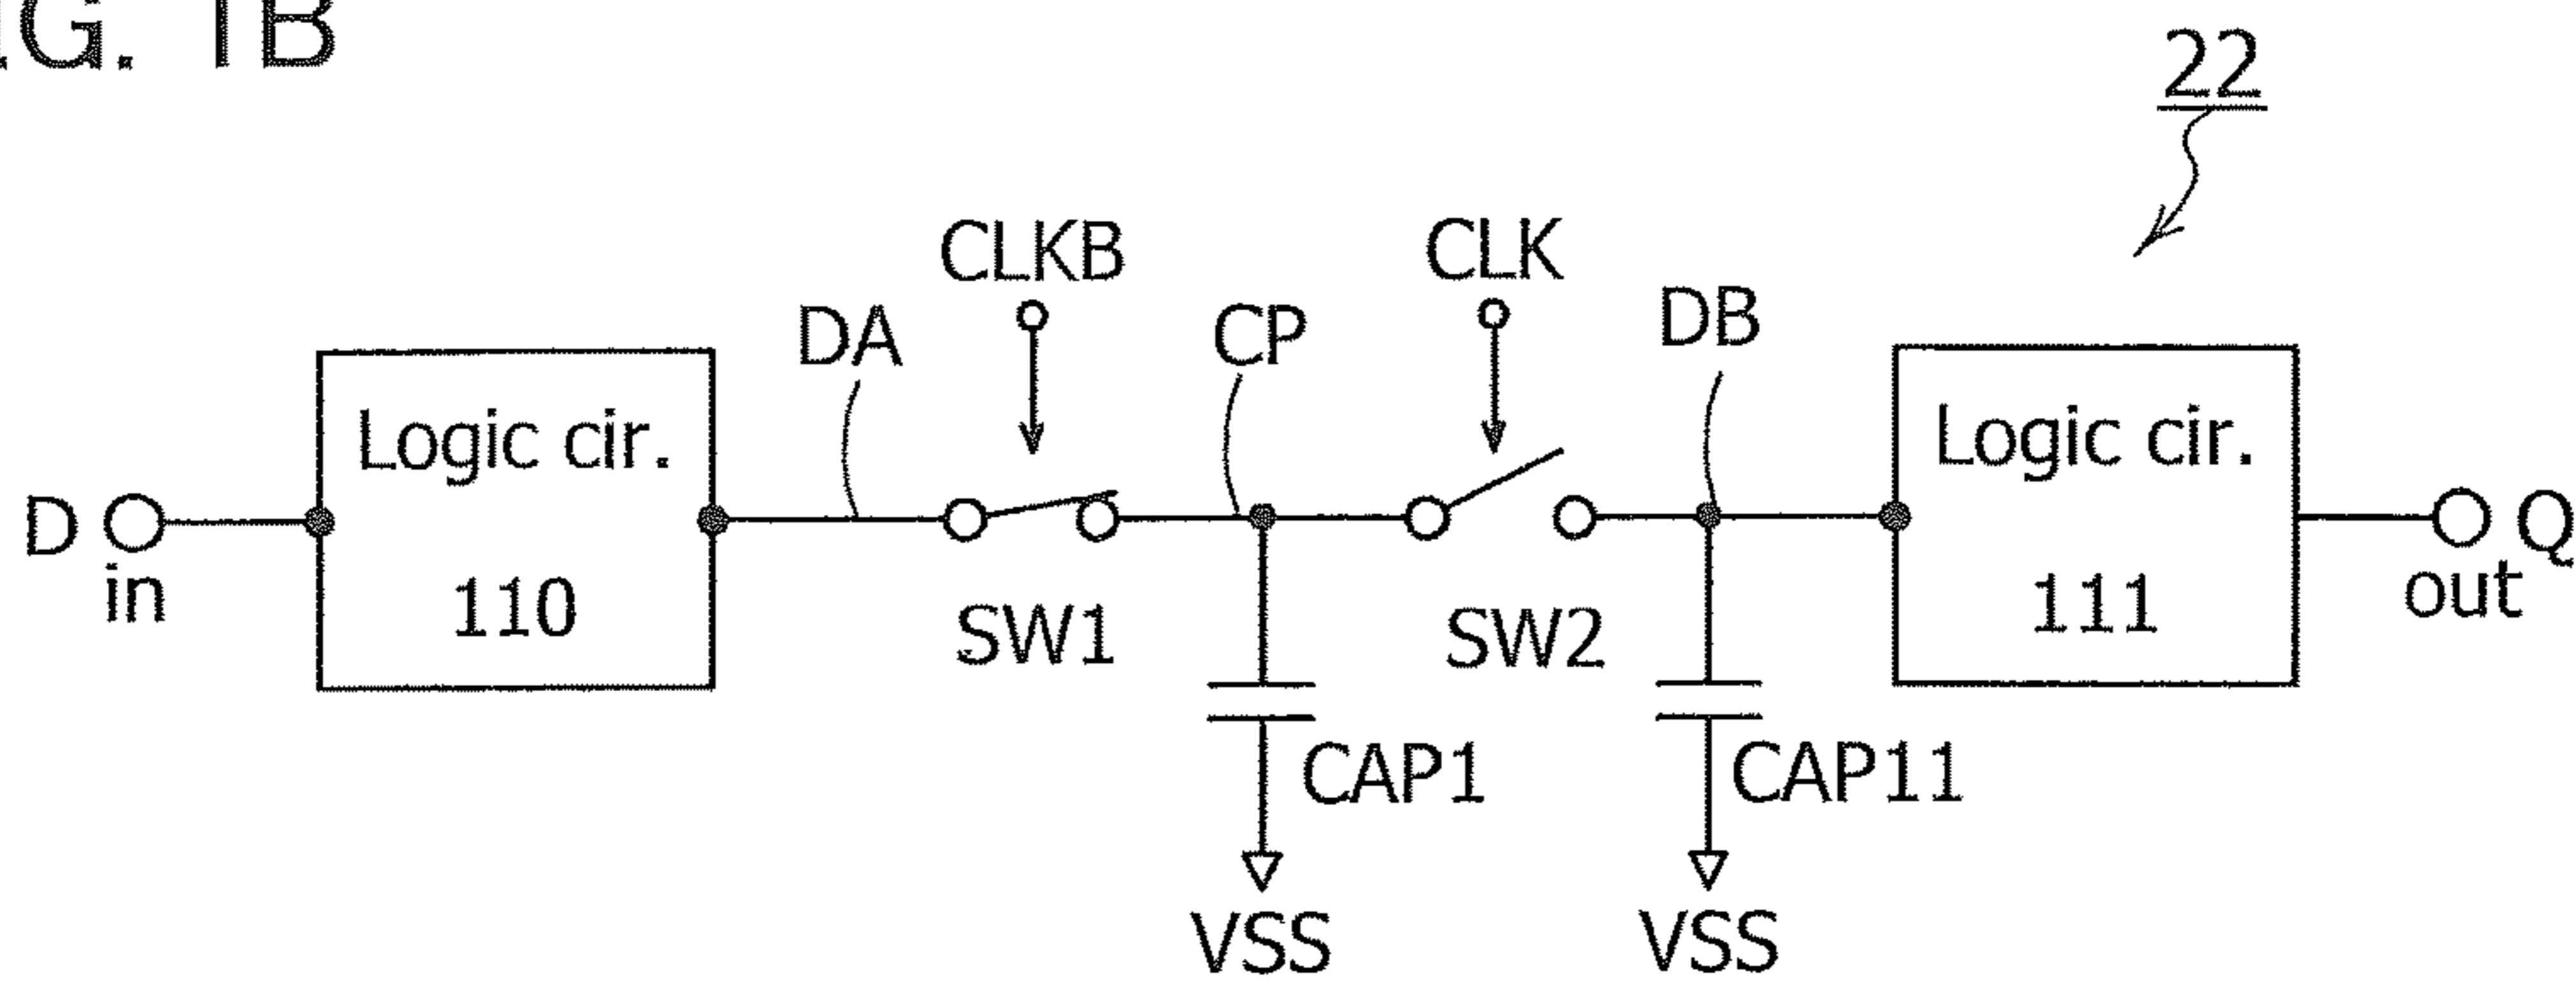 G. 1B
22
CLKB
CLK
DA
CP
DB
Logic cir.
110
Logic cir.
111
D
in
Q
out
SW1
SW2
CAP1
CAP11
VSS
VSS